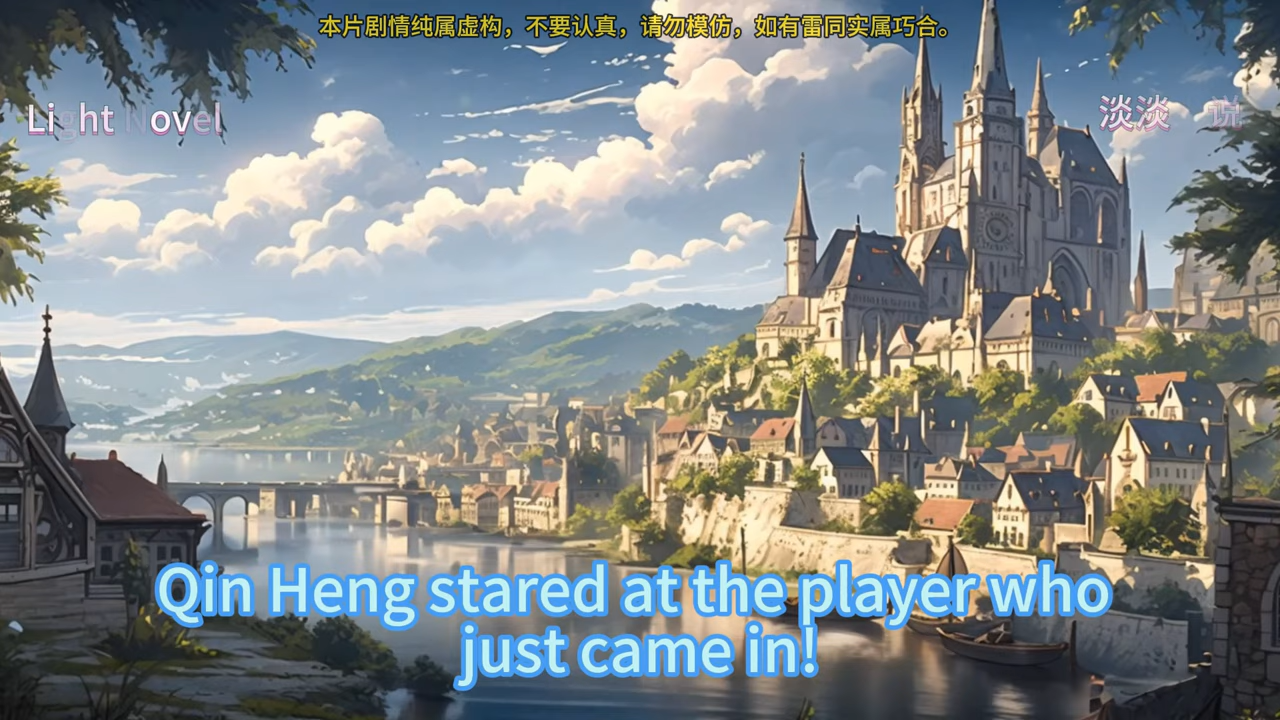 本片剧情纯属虚构，不要认真，请勿模仿，如有雷同实属巧合。
Light Novel
淡淡 说
Qin Heng stared at the player who
just came in!